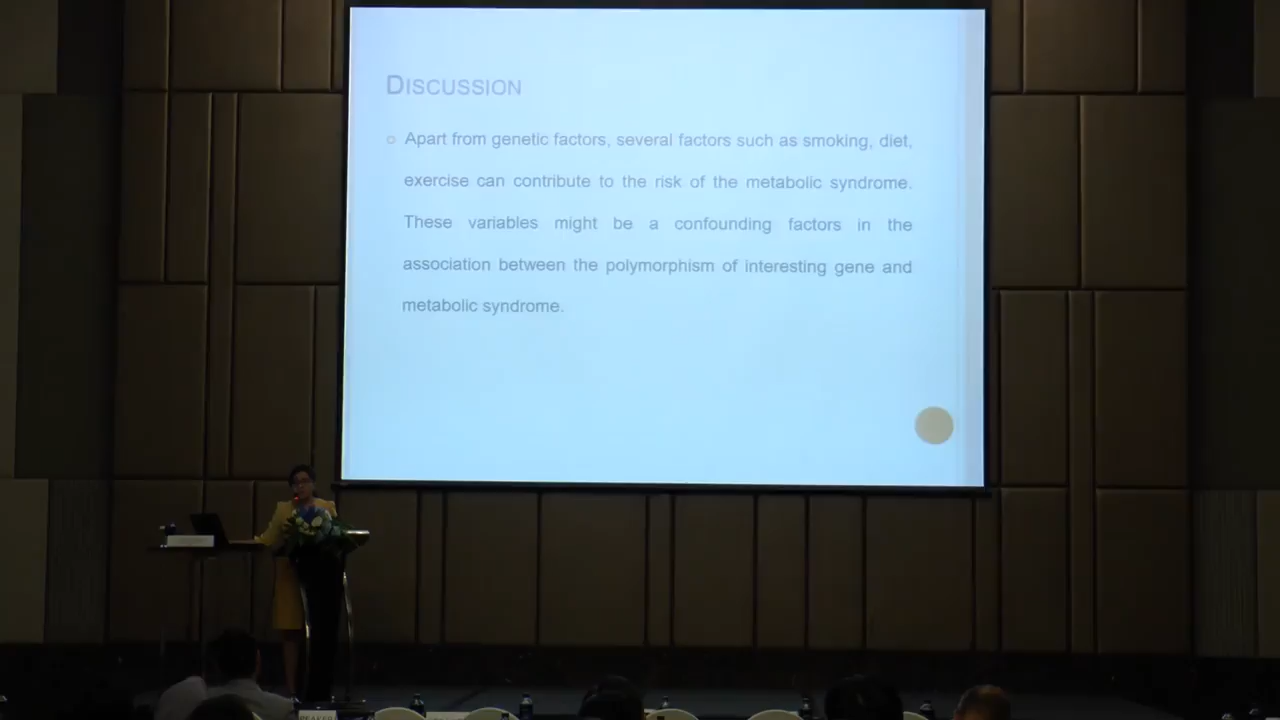 DISCUSSION
Apart from genetic factors, several factors such as smoking, diet,
exercise can contribute to the risk of the metabolic syndrome.
These variables might be a confounding factors in the
association between the polymorphism of interesting gene and
metabolic syndrome.